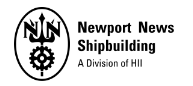 Newport News
Shipbuilding
A Division of HII